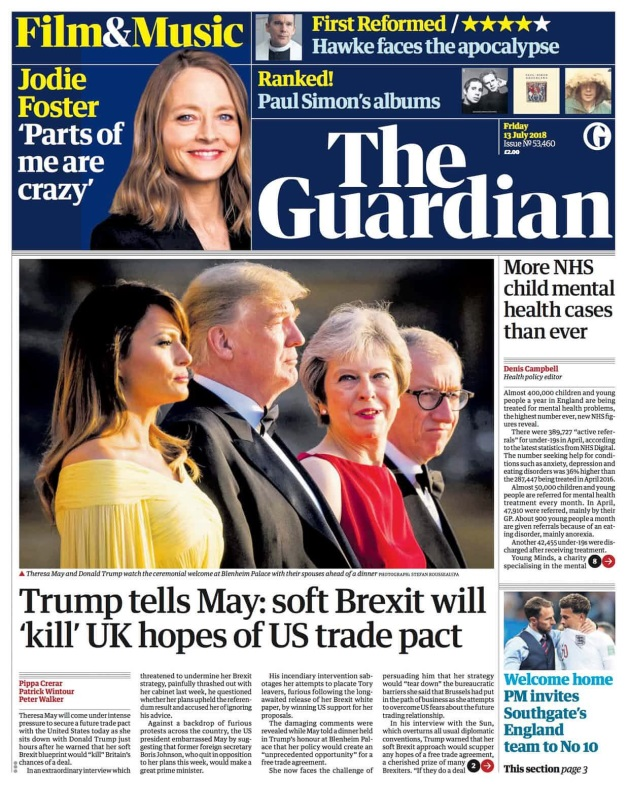 Film&Music
Jodie
Foster
'Parts of
me are
crazy'
First Reformed /★★★★★
Hawke faces the apocalypse
Ranked!
Paul Simon's albums
Friday
13 July 2018
Issue № 53,460
£2.00
The
Guardian
▲ Theresa May and Donald Trump watch the ceremonial welcome at Blenheim Palace with their spouses ahead of a dinner PHOTOGRAPH: STEFAN ROUSSEAU/PA
Trump tells May: soft Brexit will
'kill' UK hopes of US trade pact
Pippa Crerar
Patrick Wintour
Peter Walker
Theresa May will come under intense
pressure to secure a future trade pact
with the United States today as she
sits down with Donald Trump just
hours after he warned that her soft
Brexit blueprint would "kill" Britain's
chances of a deal.
In an extraordinary interview which
threatened to undermine her Brexit
strategy, painfully thrashed out with
her cabinet last week, he questioned
whether her plans upheld the referen-
dum result and accused her of ignoring
his advice.
Against a backdrop of furious
protests across the country, the US
president embarrassed May by sug-
gesting that former foreign secretary
Boris Johnson, who quit in opposition
to her plans this week, would make a
great prime minister.
His incendiary intervention sab-
otages her attempts to placate Tory
leavers, furious following the long-
awaited release of her Brexit white
paper, by winning US support for her
proposals.
The damaging comments were
revealed while May told a dinner held
in Trump's honour at Blenheim Pal-
ace that her policy would create an
"unprecedented opportunity" for a
free trade agreement.
She now faces the challenge of
persuading him that her strategy
would "tear down" the bureaucratic
barriers she said that Brussels had put
in the path of business as she attempts
to overcome US fears about the future
trading relationship.
In his interview with the Sun,
which overturns all usual diplomatic
conventions, Trump warned that her
soft Brexit approach would scupper
any hopes of a free trade agreement,
a cherished prize of many
Brexiters. "If they do a deal
2
More NHS
child mental
health cases
than ever
Denis Campbell
Health policy editor
Almost 400,000 children and young
people a year in England are being
treated for mental health problems,
the highest number ever, new NHS fig-
ures reveal.
There were 389,727 "active refer-
rals" for under-19s in April, according
to the latest statistics from NHS Digital.
The number seeking help for condi-
tions such as anxiety, depression and
eating disorders was 36% higher than
the 287,447 being treated in April 2016.
Almost 50,000 children and young
people are referred for mental health
treatment every month. In April,
47,910 were referred, mainly by their
GP. About 900 young people a month
are given referrals because of an eat-
ing disorder, mainly anorexia.
Another 42,455 under-19s were dis-
charged after receiving treatment.
Young Minds, a charity
specialising in the mental
8
Welcome home
PM invites
Southgate's
England
team to No 10
This section page 3